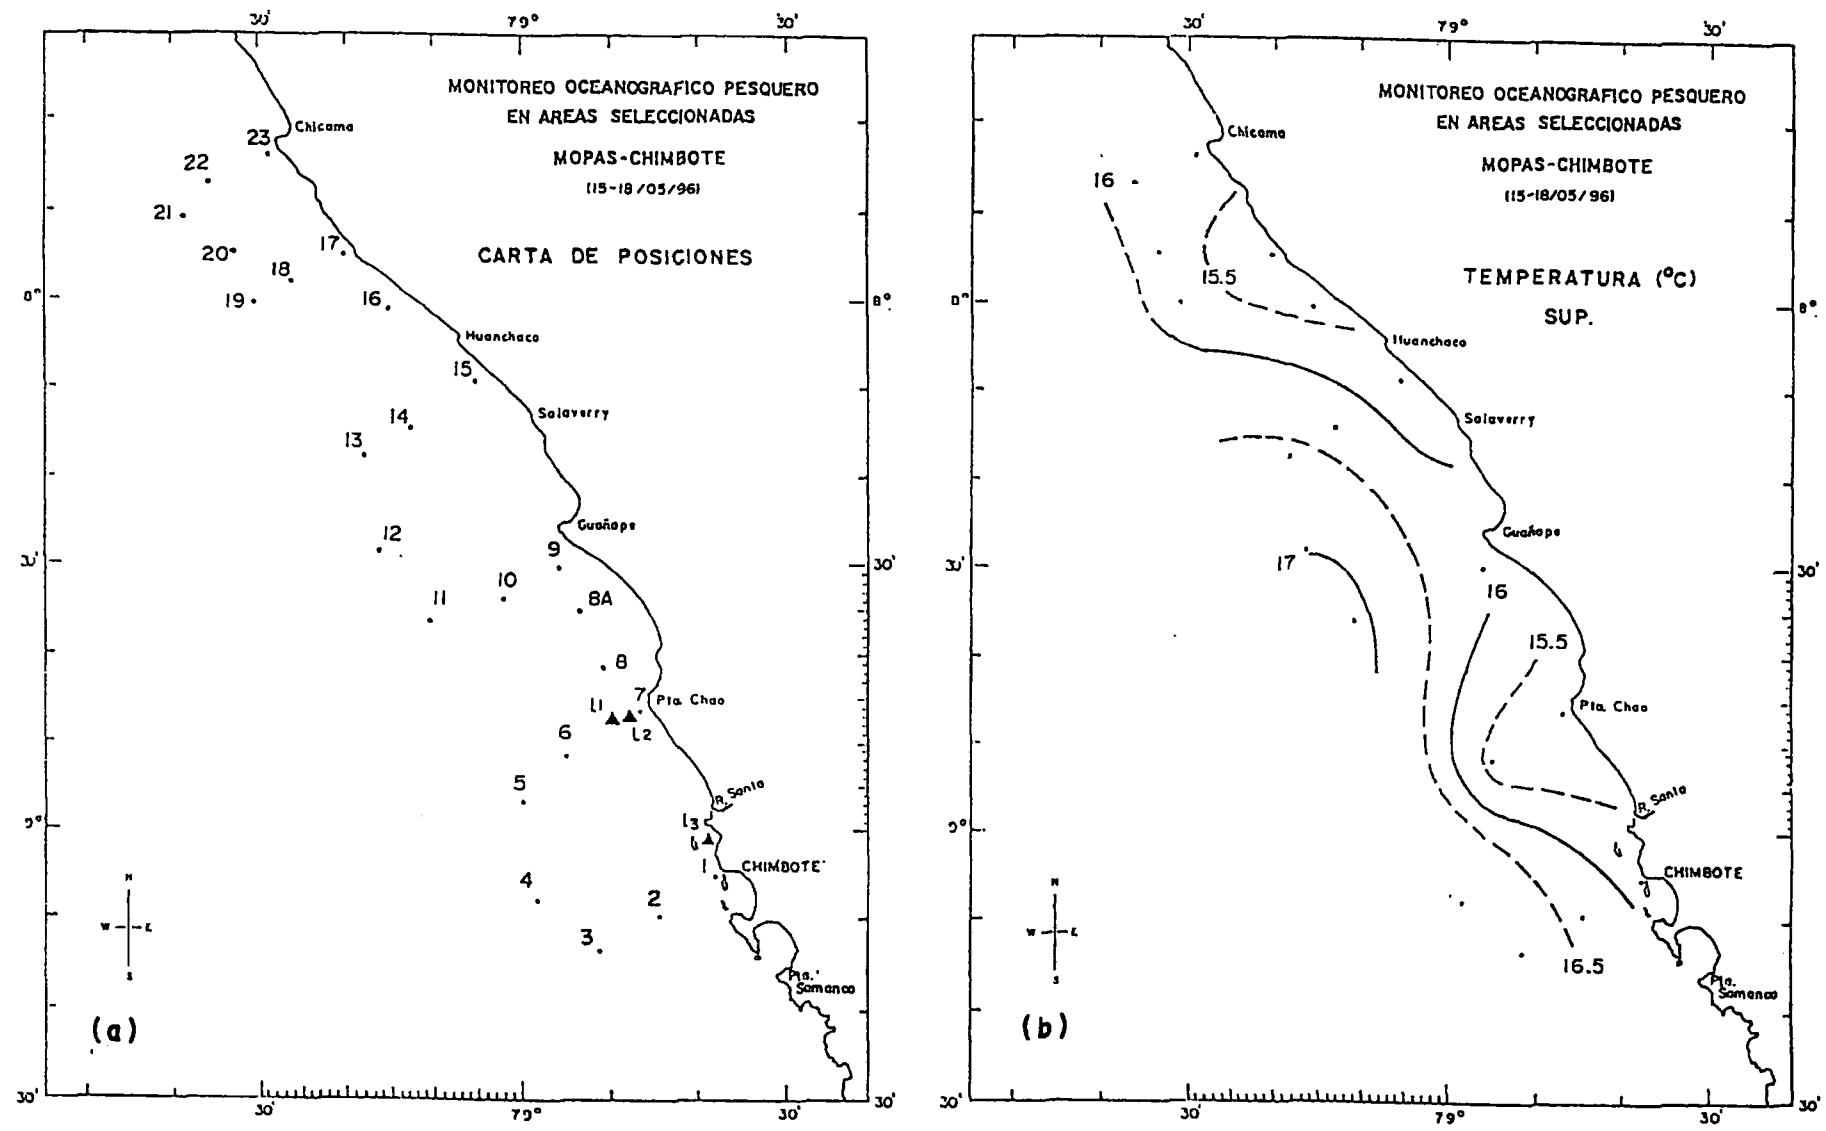 30'
79°
30'
MONITOREO OCEANOGRAFICO PESQUERO
EN AREAS SELECCIONADAS
MOPAS-CHIMBOTE
(15-18/05/96)
CARTA DE POSICIONES
Chicama
23
22
21
20
17
18
19
16
8°
8°
Huanchaco
15
Salaverry
14
13
12
Guañape
9
30'
30'
10
11
8A
8
7
Pta. Chao
L1
L2
6
5
R. Santa
9°
L3
1
CHIMBOTE
4
2
3
N
W
E
S
Pta.
Samanco
(a)
30'
30'
30'
79°
30'
30'
79°
30'
MONITOREO OCEANOGRAFICO PESQUERO
EN AREAS SELECCIONADAS
MOPAS-CHIMBOTE
(15-18/05/96)
TEMPERATURA (°C)
SUP.
Chicama
16
15.5
8°
8°
Huanchaco
Salaverry
Guañape
30'
30'
17
16
15.5
Pta. Chao
R. Santa
9°
CHIMBOTE
N
W
E
S
16.5
Pta.
Samanco
(b)
30'
30'
30'
79°
30'